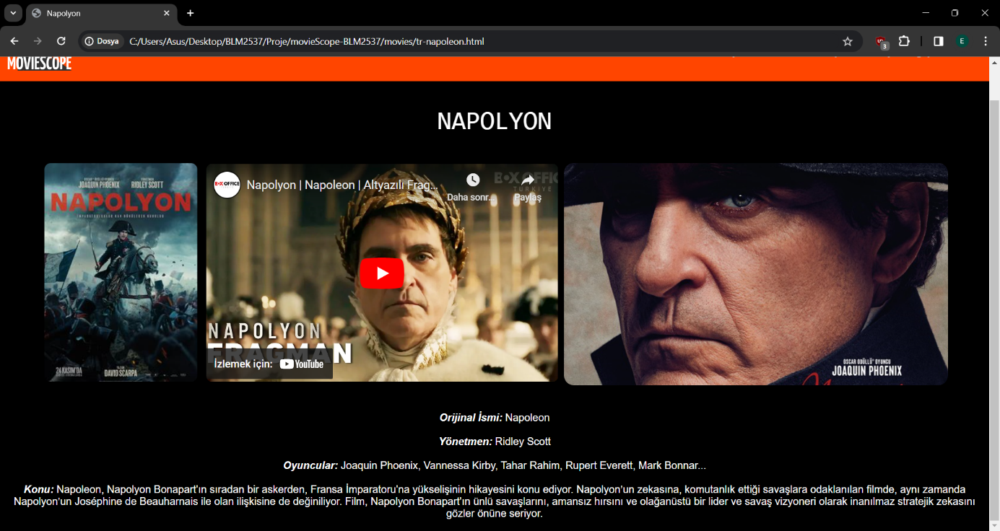 Napolyon
Dosya
C:/Users/Asus/Desktop/BLM2537/Proje/movieScope-BLM2537/movies/tr-napoleon.html
3
E
MOVIESCOPE
NAPOLYON
JOAQUIN PHOENIX
RIDLEY SCOTT
NAPOLYON
24 KASIM'DA
DAVID SCARPA
BOX OFFICE
Napolyon | Napoleon | Altyazılı Frag...
Daha sonr...
Paylaş
BOX OFFIC
TÜRKİYE
NAPOLYON
FRAGMAN
İzlemek için: YouTube
OSCAR ÖDÜLLÜ OYUNCU
JOAQUIN PHOENIX
Orijinal İsmi: Napoleon
Yönetmen: Ridley Scott
Oyuncular: Joaquin Phoenix, Vannessa Kirby, Tahar Rahim, Rupert Everett, Mark Bonnar...
Konu: Napoleon, Napolyon Bonapart'ın sıradan bir askerden, Fransa İmparatoru'na yükselişinin hikayesini konu ediyor. Napolyon'un zekasına, komutanlık ettiği savaşlara odaklanılan filmde, aynı zamanda
Napolyon'un Joséphine de Beauharnais ile olan ilişkisine de değiniliyor. Film, Napolyon Bonapart'ın ünlü savaşlarını, amansız hırsını ve olağanüstü bir lider ve savaş vizyoneri olarak inanılmaz stratejik zekasını
gözler önüne seriyor.